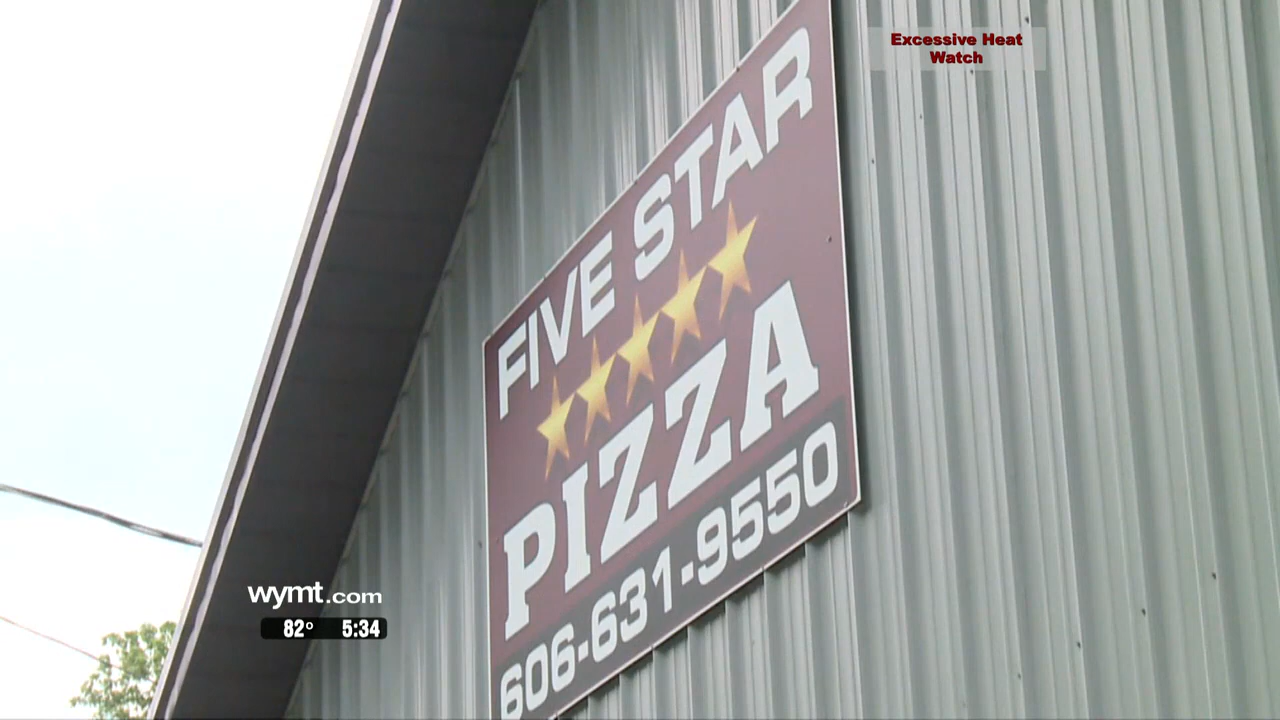 Excessive Heat
Watch
FIVE STAR
PIZZA
606-631-9550
wymt.com
82° 5:34